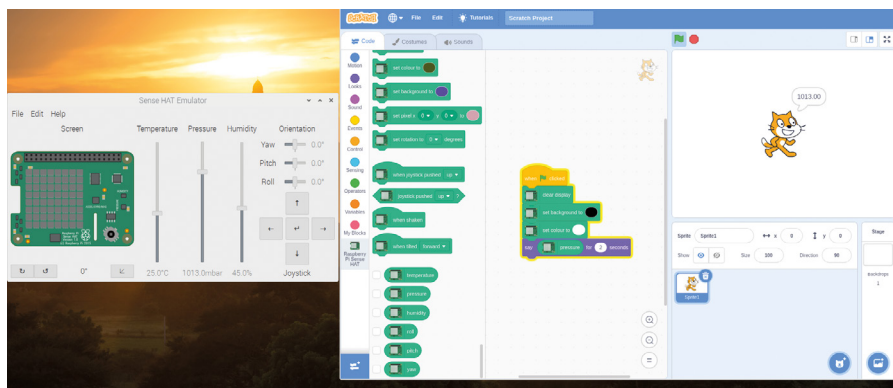 Sense HAT Emulator
File Edit Help
Screen
Temperature
Pressure
Humidity
Orientation
Yaw 0.0°
Pitch 0.0°
Roll 0.0°
0°
25.0°C
1013.0mbar
45.0%
Joystick
SCRATCH
File
Edit
Tutorials
Scratch Project
Code
Costumes
Sounds
Motion
Looks
Sound
Events
Control
Sensing
Operators
Variables
My Blocks
Raspberry
Pi Sense
HAT
set colour to
set background to
set pixel x 0 y 0 to
set rotation to 0 degrees
when joystick pushed up
joystick pushed up ?
when shaken
when tilted forward
temperature
pressure
humidity
roll
pitch
yaw
when clicked
clear display
set background to
set colour to
say pressure for 2 seconds
1013.00
Sprite Sprite1 x 0 y 0
Show Size 100 Direction 90
Sprite1
Stage
Backdrops
1